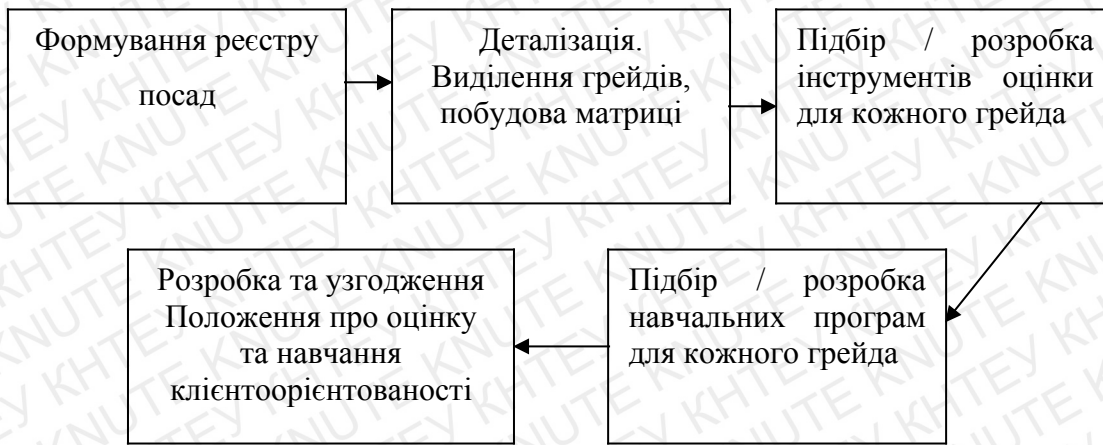 Формування реєстру
посад
Деталізація.
Виділення грейдів,
побудова матриці
Підбір / розробка
інструментів оцінки
для кожного грейда
Підбір / розробка
навчальних програм
для кожного грейда
Розробка та узгодження
Положення про оцінку
та навчання
клієнтоорієнтованості